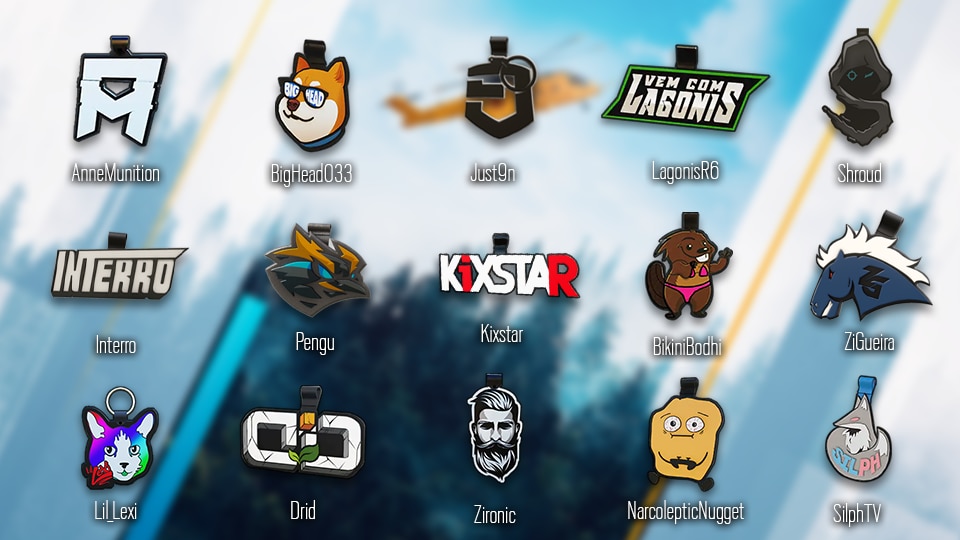 AnneMunition
BIG HEAD
BigHead033
Just9n
VEM COM
LAGONIS
LagonisR6
Shroud
INTERRO
Interro
Pengu
KiXSTAR
Kixstar
BikiniBodhi
ZiGueira
Lil_Lexi
Drid
Zironic
NarcolepticNugget
SILPH
SilphTV